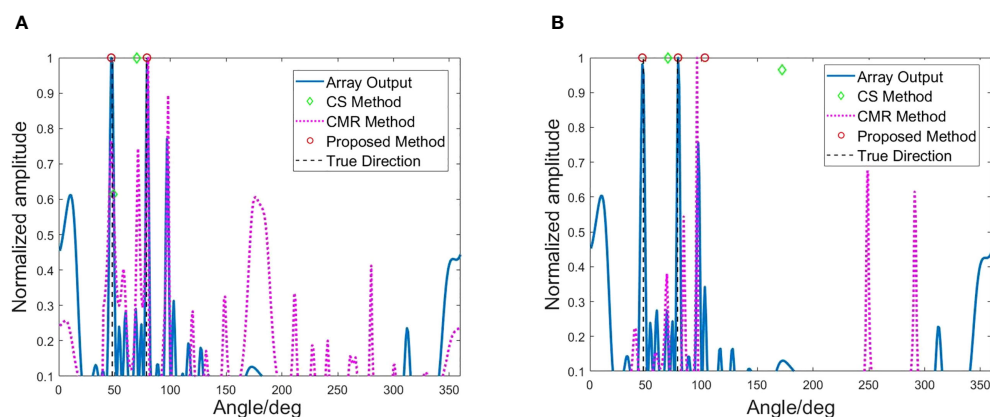 A
Normalized amplitude
1
0.9
0.8
0.7
0.6
0.5
0.4
0.3
0.2
0.1
0 50 100 150 200 250 300 350
Angle/deg
Array Output
CS Method
CMR Method
Proposed Method
True Direction
B
Normalized amplitude
1
0.9
0.8
0.7
0.6
0.5
0.4
0.3
0.2
0.1
0 50 100 150 200 250 300 350
Angle/deg
Array Output
CS Method
CMR Method
Proposed Method
True Direction